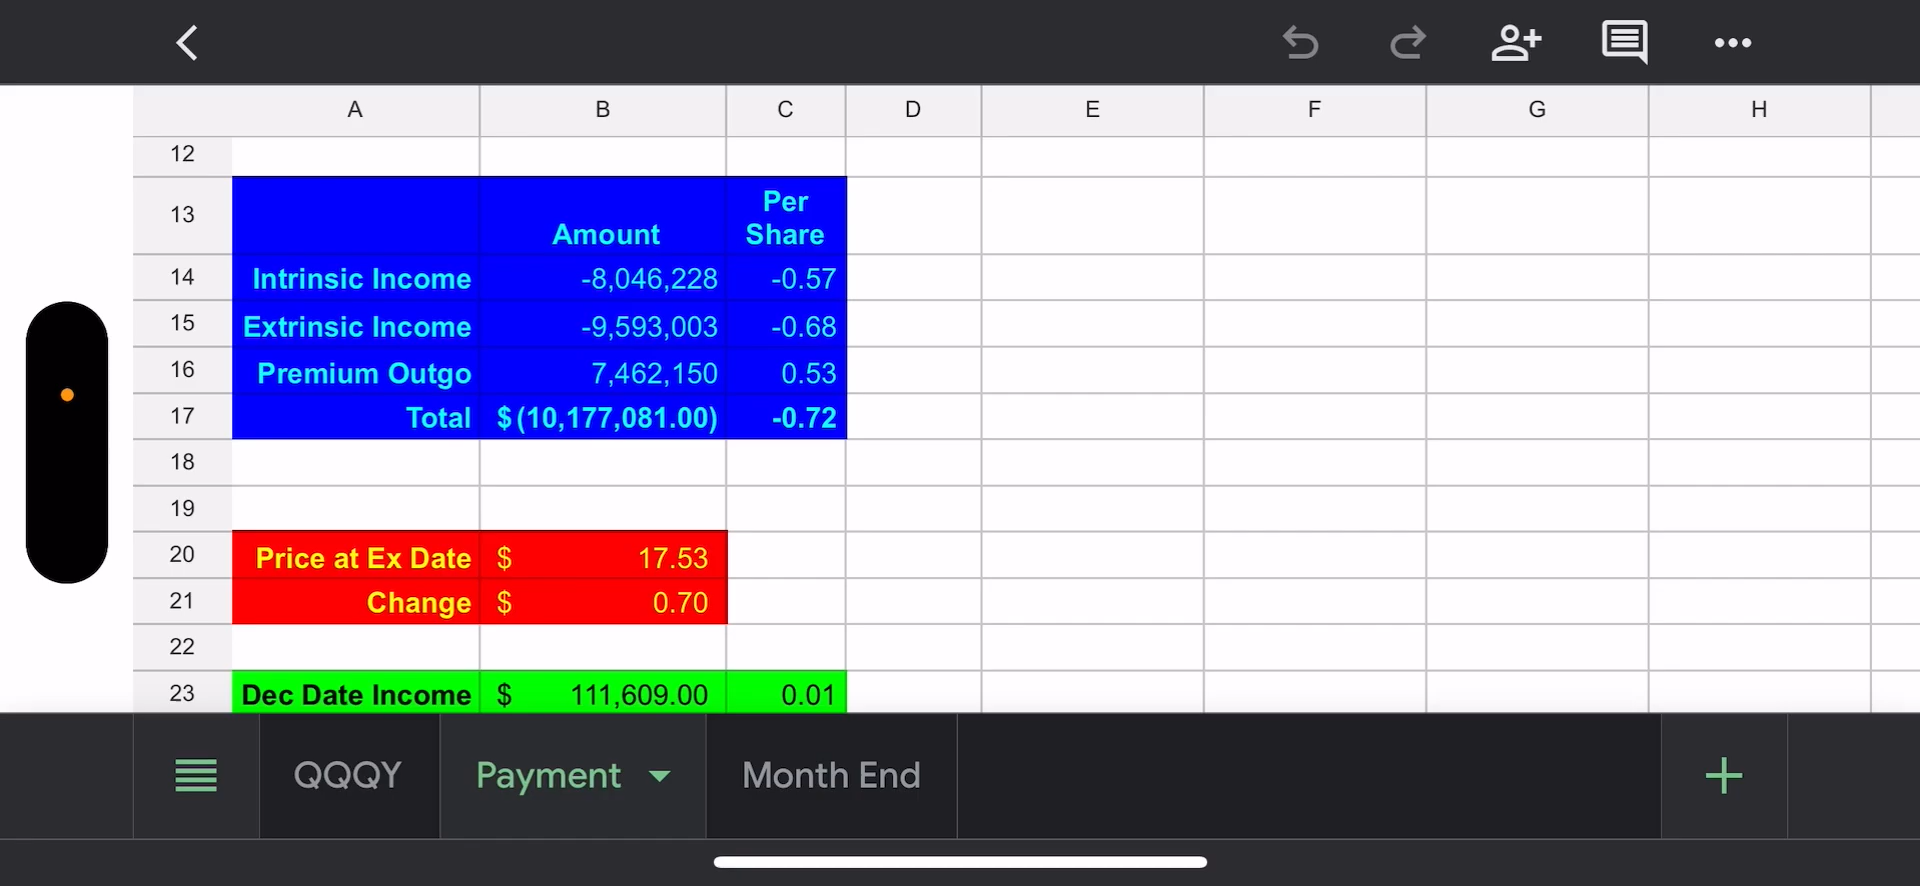 A B C D E F G H
12
13 Amount Per Share
14 Intrinsic Income -8,046,228 -0.57
15 Extrinsic Income -9,593,003 -0.68
16 Premium Outgo 7,462,150 0.53
17 Total $(10,177,081.00) -0.72
18
19
20 Price at Ex Date $ 17.53
21 Change $ 0.70
22
23 Dec Date Income $ 111,609.00 0.01
QQQY Payment Month End